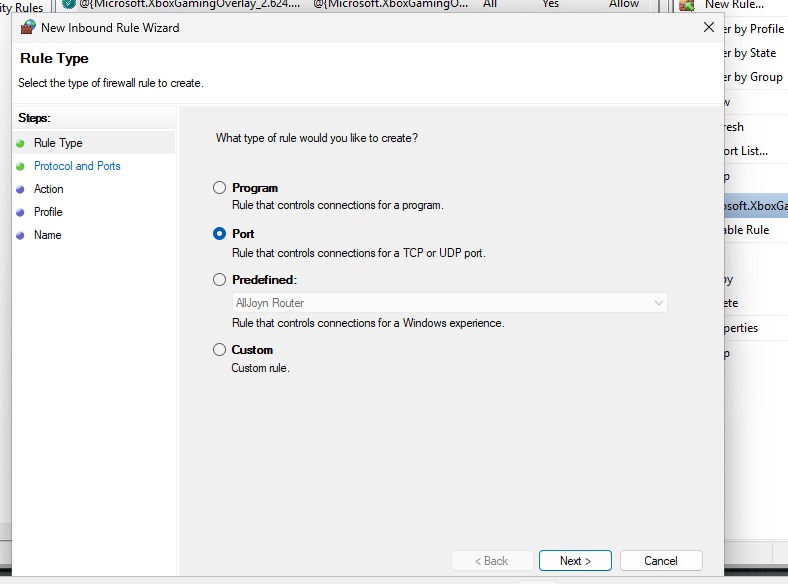 ity Rules
@{Microsoft.XboxGamingOverlay_2.624.... @{Microsoft.XboxGamingO... All Yes Allow
New Rule...
New Inbound Rule Wizard
Rule Type
Select the type of firewall rule to create.
Steps:
Rule Type
Protocol and Ports
Action
Profile
Name
What type of rule would you like to create?
Program
Rule that controls connections for a program.
Port
Rule that controls connections for a TCP or UDP port.
Predefined:
AllJoyn Router
Rule that controls connections for a Windows experience.
Custom
Custom rule.
< Back Next > Cancel
er by Profile
er by State
er by Group
w
resh
ort List...
p
osoft.XboxGa
able Rule
py
ete
perties
p